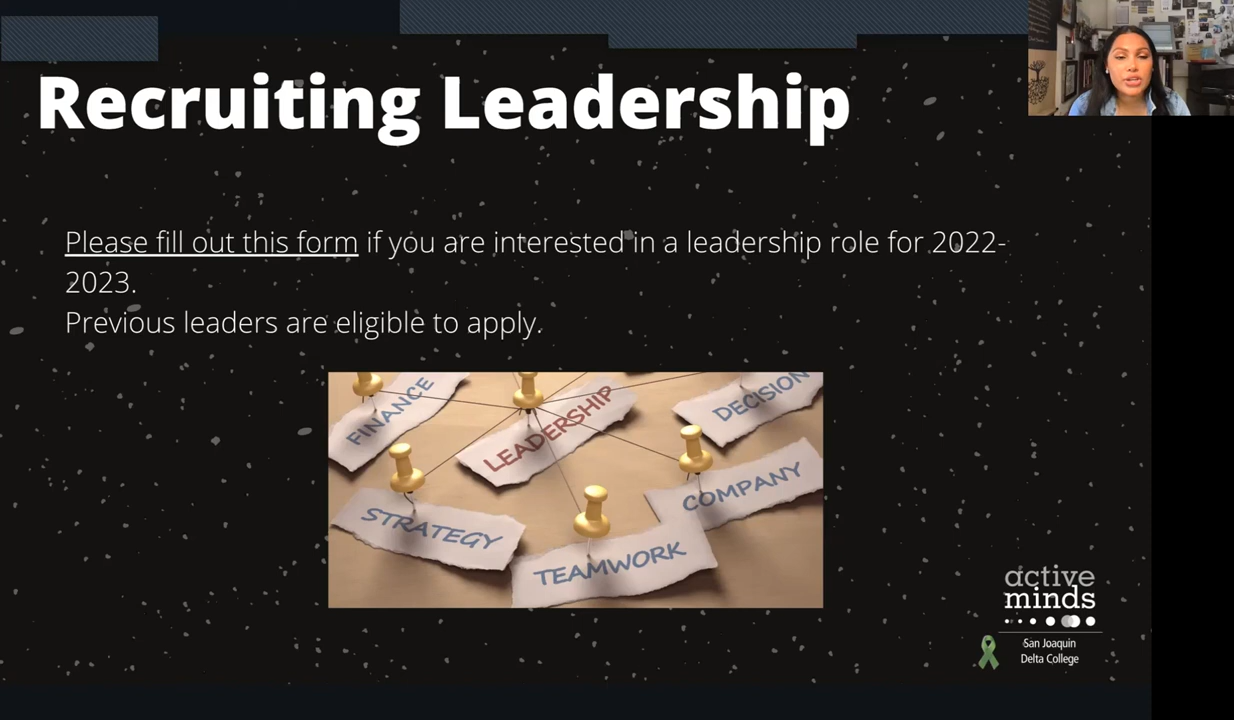 Recruiting Leadership
Please fill out this form if you are interested in a leadership role for 2022-
2023.
Previous leaders are eligible to apply.
FINANCE
LEADERSHIP
DECISION
STRATEGY
COMPANY
TEAMWORK
active
minds
San Joaquin
Delta College